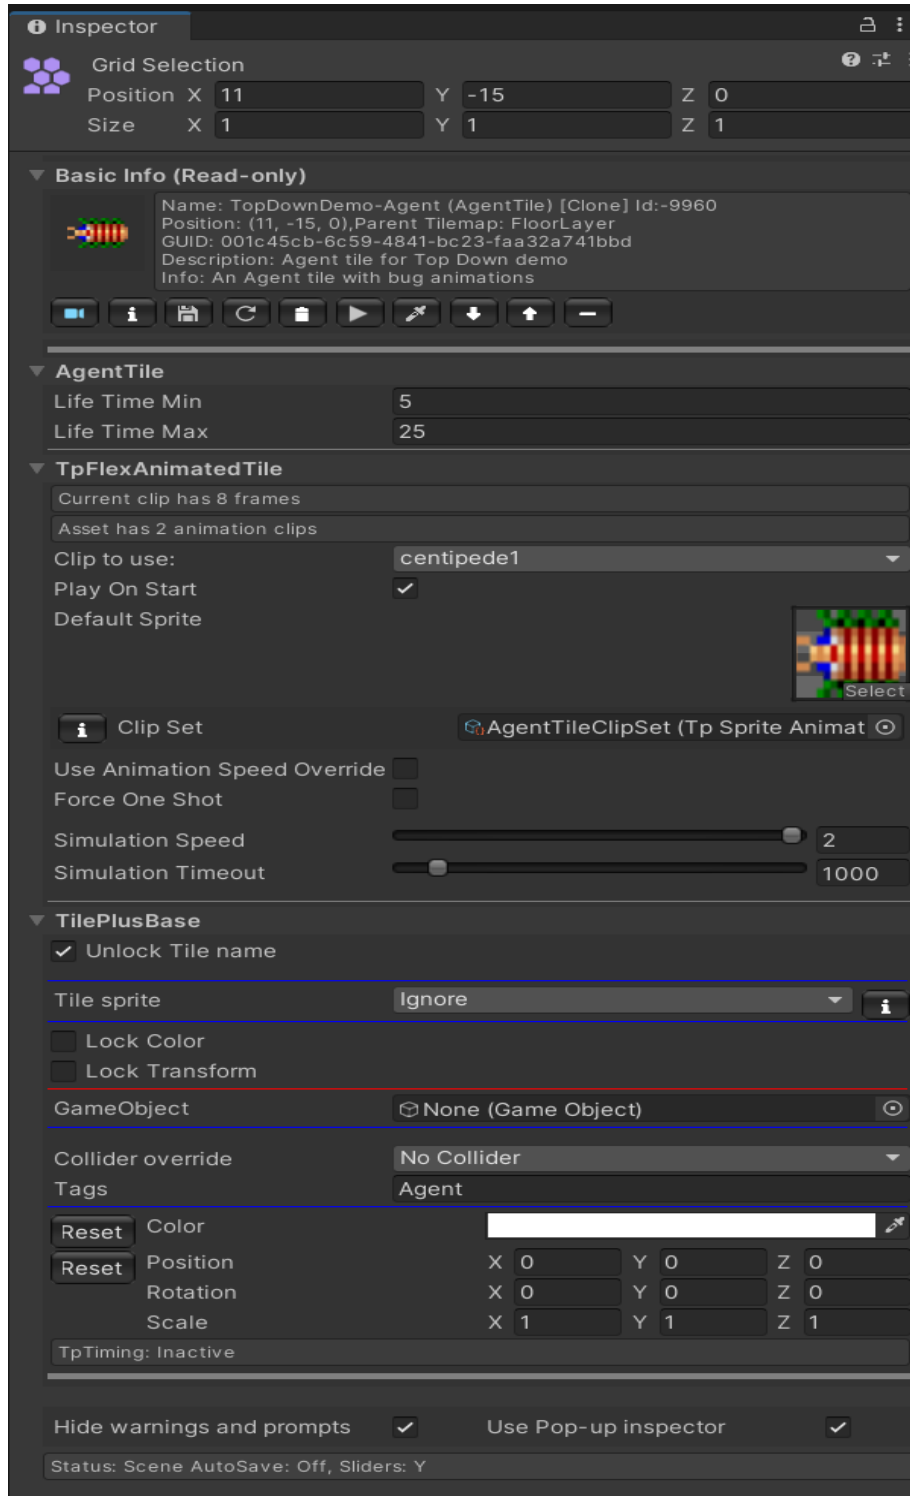 Inspector
Grid Selection
Position X 11 Y -15 Z 0
Size X 1 Y 1 Z 1
Basic Info (Read-only)
Name: TopDownDemo-Agent (AgentTile) [Clone] Id:-9960
Position: (11, -15, 0),Parent Tilemap: FloorLayer
GUID: 001c45cb-6c59-4841-bc23-faa32a741bbd
Description: Agent tile for Top Down demo
Info: An Agent tile with bug animations
AgentTile
Life Time Min 5
Life Time Max 25
TpFlexAnimatedTile
Current clip has 8 frames
Asset has 2 animation clips
Clip to use: centipede1
Play On Start
Default Sprite
Select
Clip Set AgentTileClipSet (Tp Sprite Animat
Use Animation Speed Override
Force One Shot
Simulation Speed 2
Simulation Timeout 1000
TilePlusBase
Unlock Tile name
Tile sprite Ignore
Lock Color
Lock Transform
GameObject None (Game Object)
Collider override No Collider
Tags Agent
Reset Color
Reset Position X 0 Y 0 Z 0
Rotation X 0 Y 0 Z 0
Scale X 1 Y 1 Z 1
TpTiming: Inactive
Hide warnings and prompts Use Pop-up inspector
Status: Scene AutoSave: Off, Sliders: Y